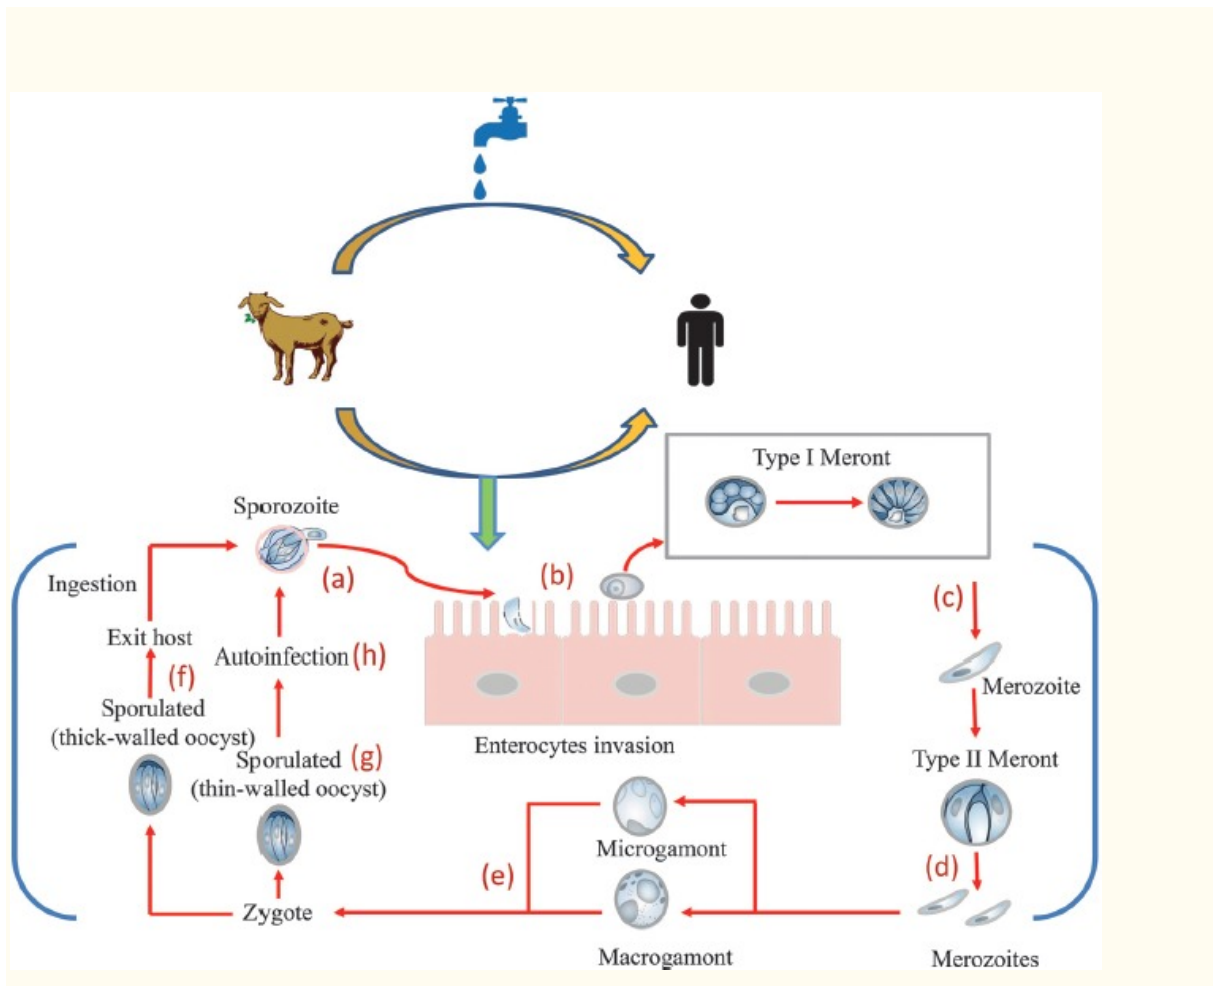 Type I Meront
Sporozoite
(a)
(b)
(c)
Ingestion
Exit host
Autoinfection (h)
(f)
Merozoite
Sporulated
(thick-walled oocyst)
Enterocytes invasion
Sporulated (g)
(thin-walled oocyst)
Type II Meront
Microgamont
(d)
(e)
Zygote
Macrogamont
Merozoites